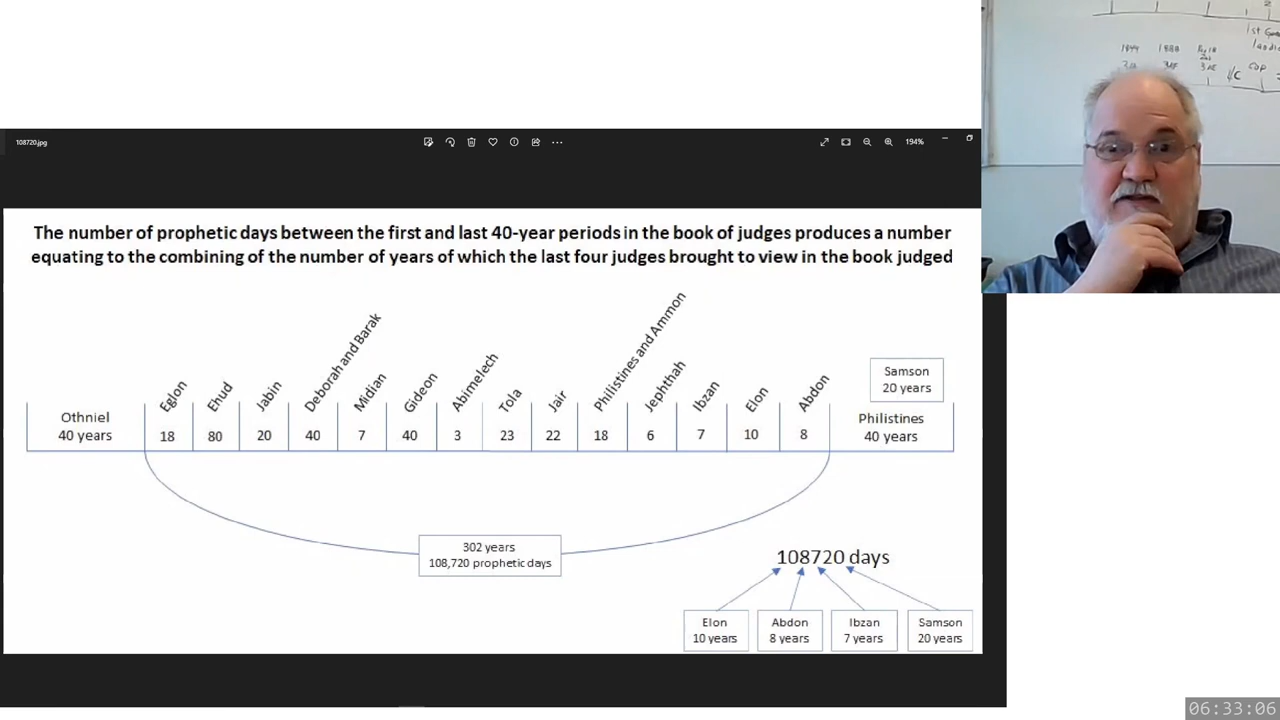 1844 1888
108720.jpg
194%
The number of prophetic days between the first and last 40-year periods in the book of judges produces a number
equating to the combining of the number of years of which the last four judges brought to view in the book judged
Othniel
40 years
Eglon
18
Ehud
80
Jabin
20
Deborah and Barak
40
Midian
7
Gideon
40
Abimelech
3
Tola
23
Jair
22
Philistines and Ammon
18
Jephthah
6
Ibzan
7
Elon
10
Abdon
8
Samson
20 years
Philistines
40 years
302 years
108,720 prophetic days
108720 days
Elon
10 years
Abdon
8 years
Ibzan
7 years
Samson
20 years
06:33:06